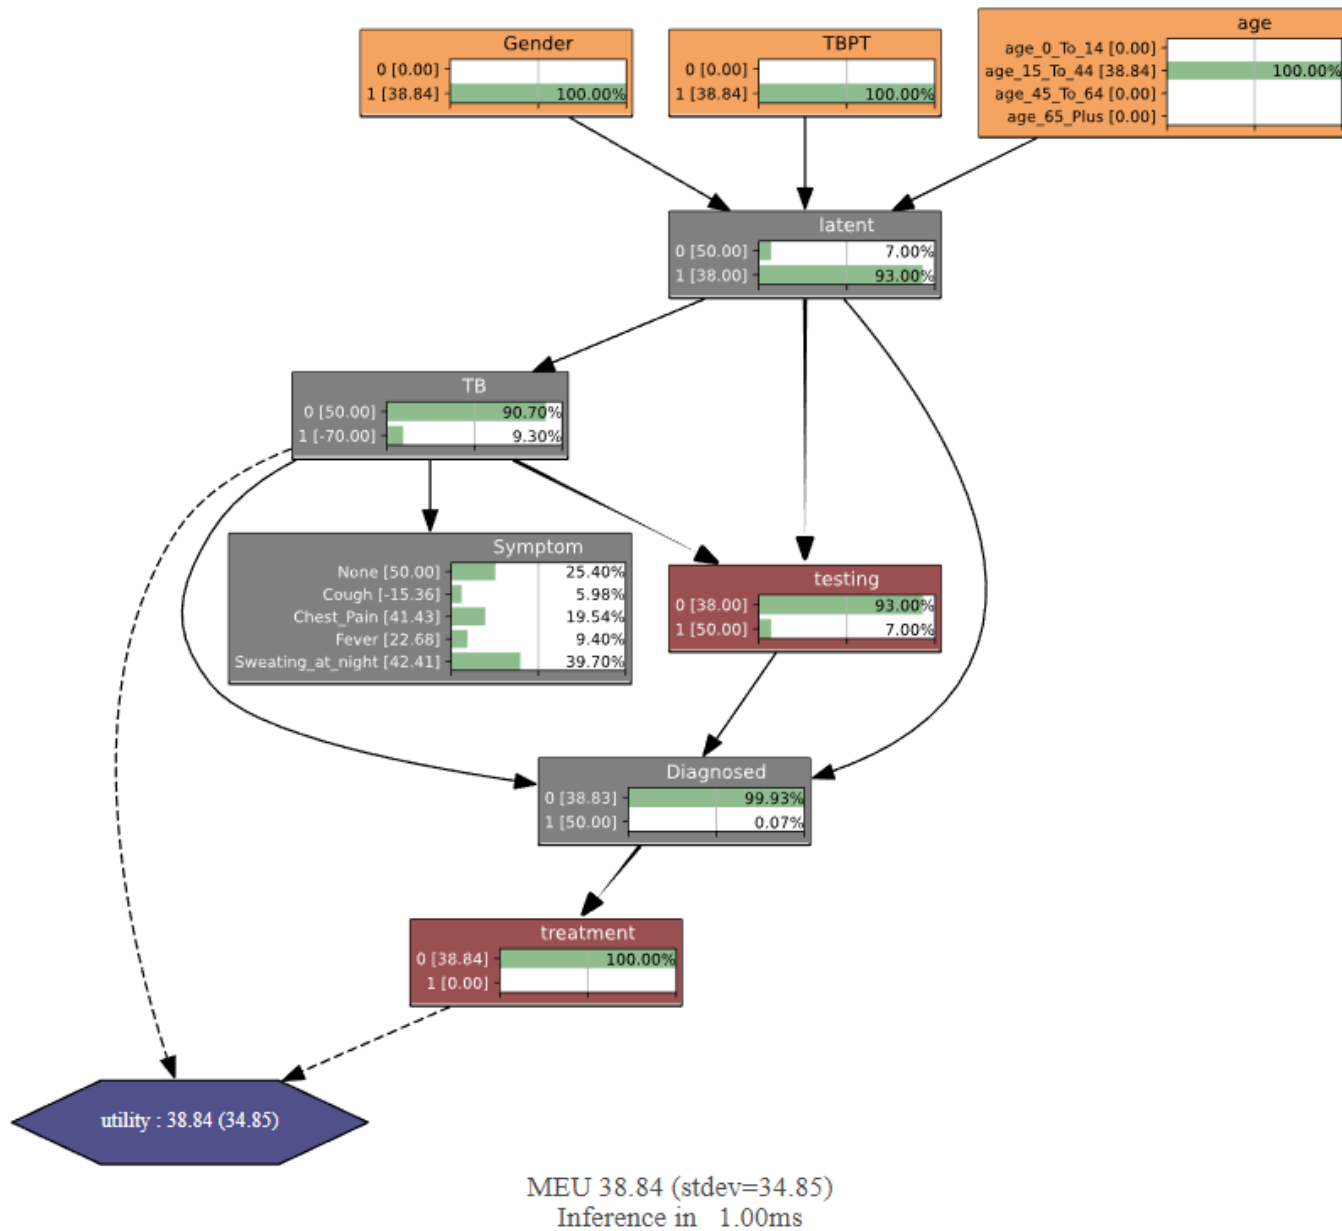 Gender
0 [0.00]
1 [38.84] 100.00%
TBPT
0 [0.00]
1 [38.84] 100.00%
age
age_0_To_14 [0.00]
age_15_To_44 [38.84] 100.00%
age_45_To_64 [0.00]
age_65_Plus [0.00]
latent
0 [50.00] 7.00%
1 [38.00] 93.00%
TB
0 [50.00] 90.70%
1 [-70.00] 9.30%
Symptom
None [50.00] 25.40%
Cough [-15.36] 5.98%
Chest_Pain [41.43] 19.54%
Fever [22.68] 9.40%
Sweating_at_night [42.41] 39.70%
testing
0 [38.00] 93.00%
1 [50.00] 7.00%
Diagnosed
0 [38.83] 99.93%
1 [50.00] 0.07%
treatment
0 [38.84] 100.00%
1 [0.00]
utility : 38.84 (34.85)
MEU 38.84 (stdev=34.85)
Inference in 1.00ms